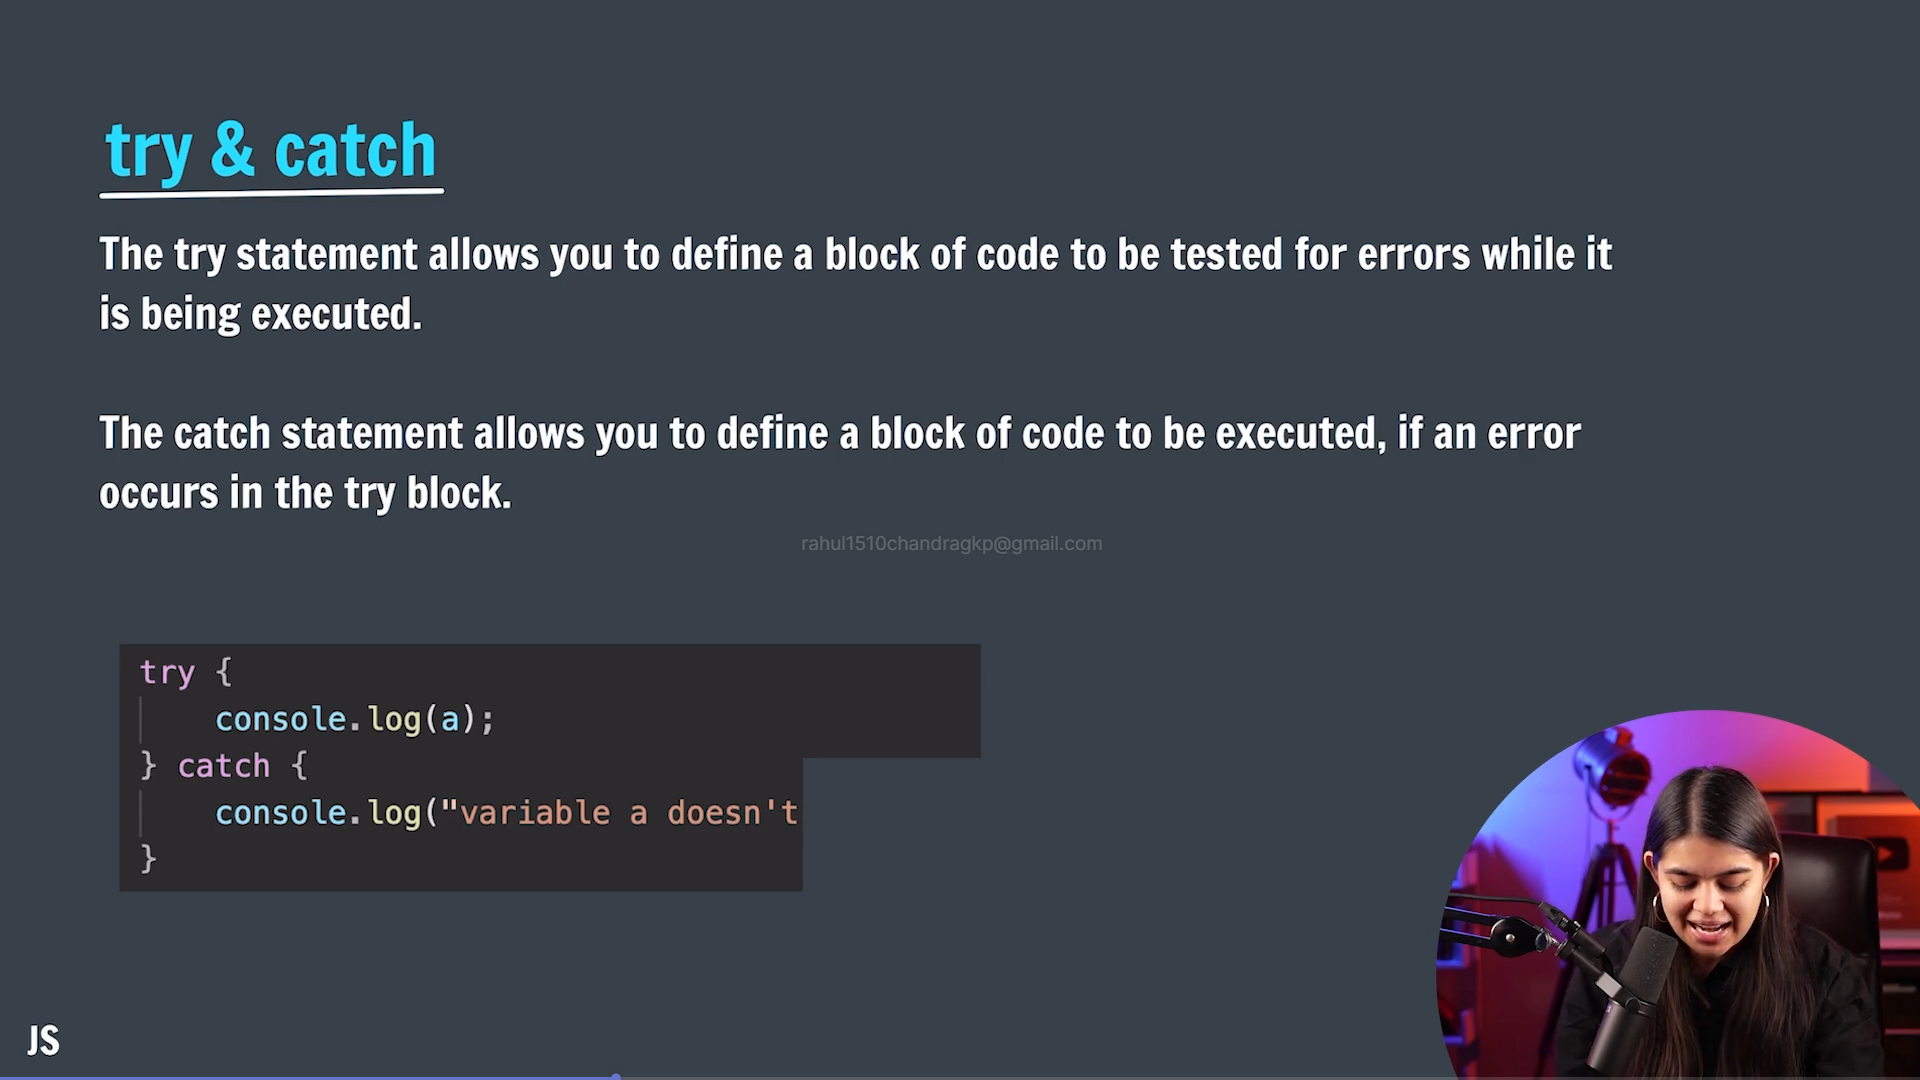 try & catch
The try statement allows you to define a block of code to be tested for errors while it
is being executed.
The catch statement allows you to define a block of code to be executed, if an error
occurs in the try block.
rahul1510chandragkp@gmail.com
try {
console.log(a);
} catch {
console.log("variable a doesn't
}
JS